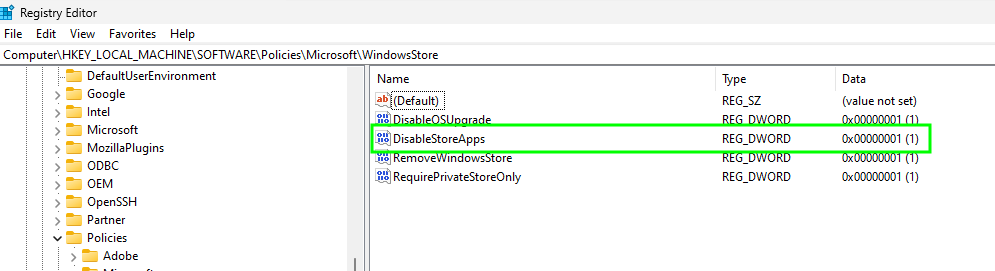 Registry Editor
File Edit View Favorites Help
Computer\HKEY_LOCAL_MACHINE\SOFTWARE\Policies\Microsoft\WindowsStore
DefaultUserEnvironment
Google
Intel
Microsoft
MozillaPlugins
ODBC
OEM
OpenSSH
Partner
Policies
Adobe
Name Type Data
ab (Default) REG_SZ (value not set)
DisableOSUpgrade REG_DWORD 0x00000001 (1)
DisableStoreApps REG_DWORD 0x00000001 (1)
RemoveWindowsStore REG_DWORD 0x00000001 (1)
RequirePrivateStoreOnly REG_DWORD 0x00000001 (1)